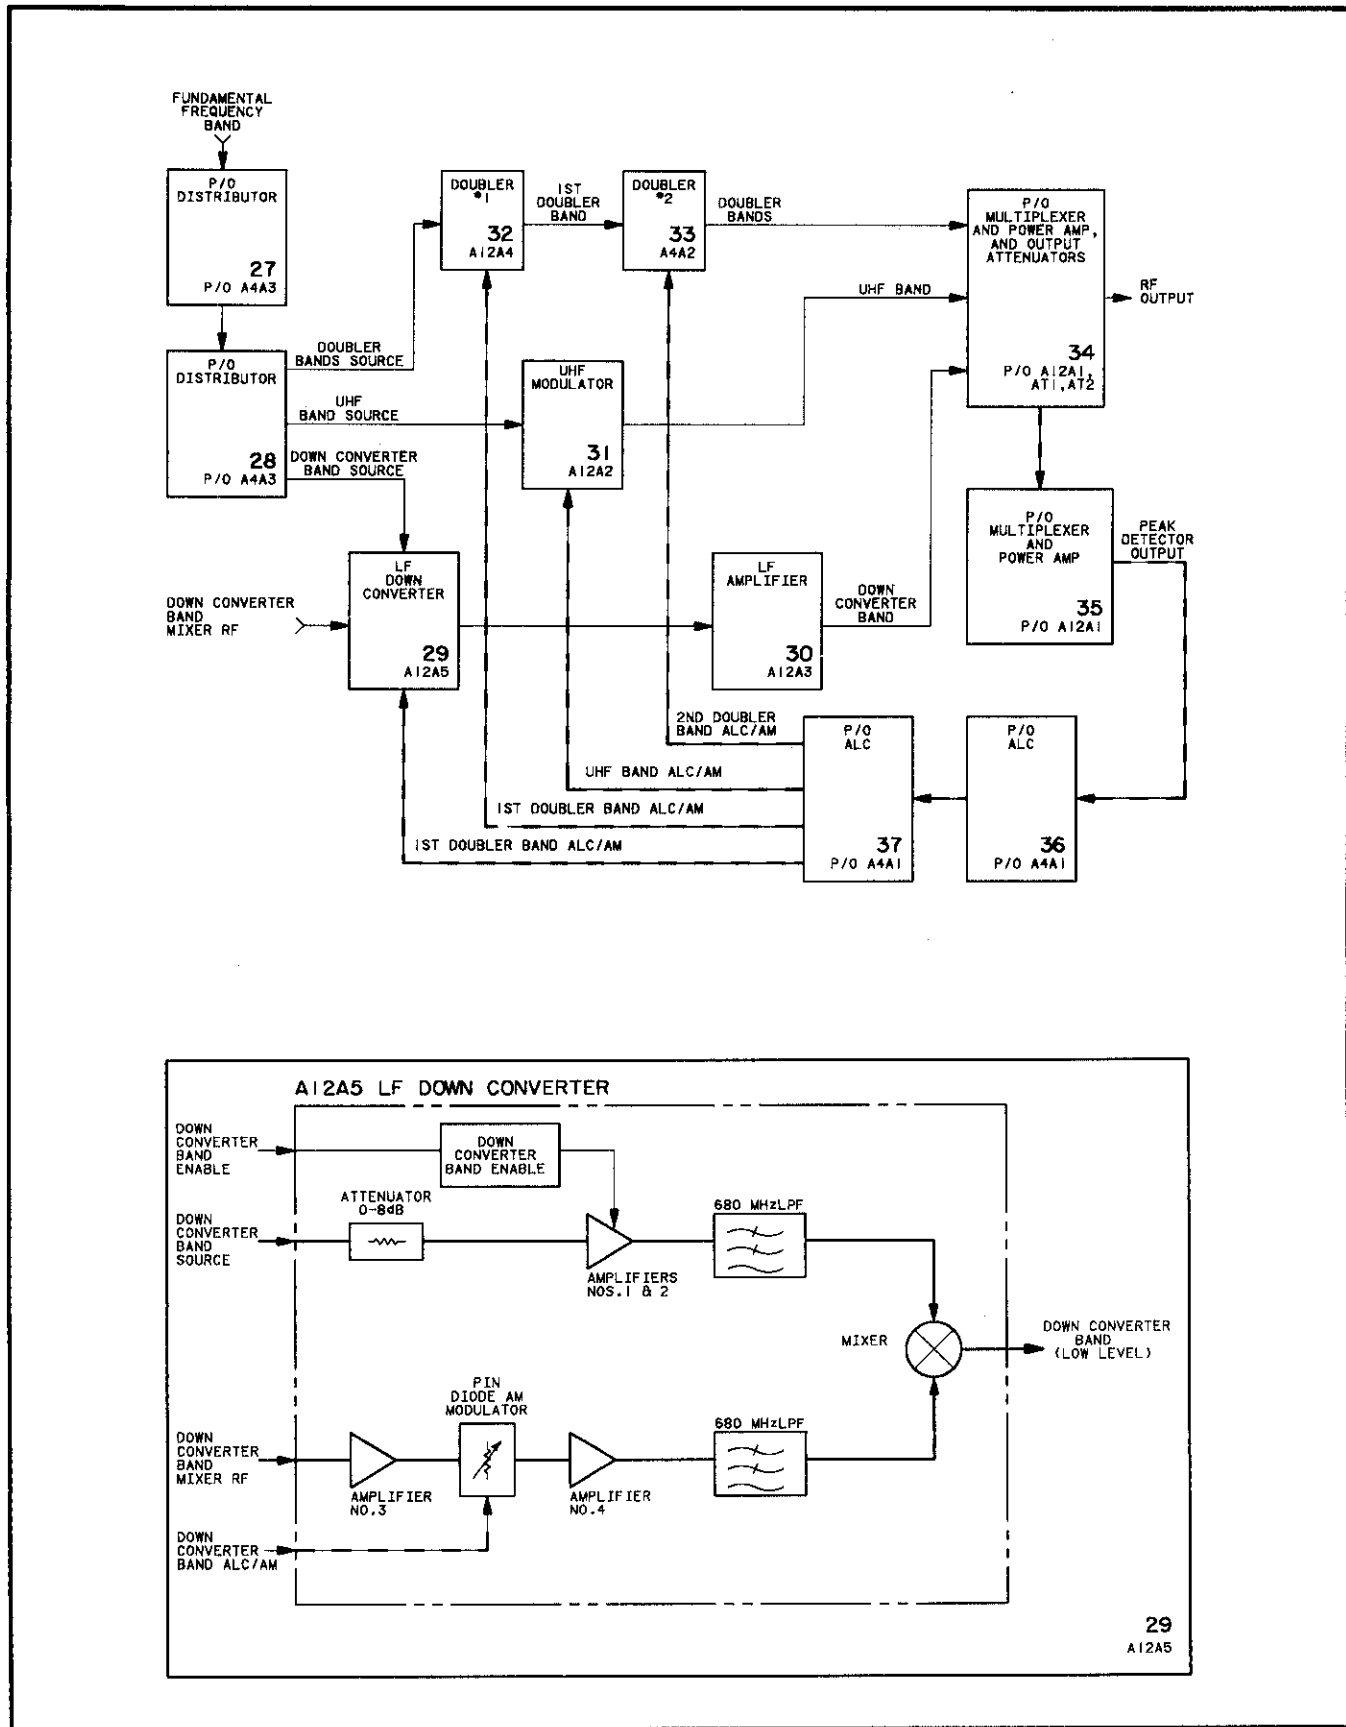 FUNDAMENTAL
FREQUENCY
BAND
P/O
DISTRIBUTOR
27
P/O A4A3
P/O
DISTRIBUTOR
28
P/O A4A3
DOUBLER
BANDS SOURCE
UHF
BAND SOURCE
DOWN CONVERTER
BAND SOURCE
DOUBLER
#1
32
A12A4
1ST
DOUBLER
BAND
DOUBLER
#2
33
A4A2
DOUBLER
BANDS
P/O
MULTIPLEXER
AND POWER AMP,
AND OUTPUT
ATTENUATORS
34
P/O A12A1,
AT1,AT2
RF
OUTPUT
UHF BAND
UHF
MODULATOR
31
A12A2
DOWN CONVERTER
BAND
MIXER RF
LF
DOWN
CONVERTER
29
A12A5
LF
AMPLIFIER
30
A12A3
DOWN
CONVERTER
BAND
P/O
MULTIPLEXER
AND
POWER AMP
35
P/O A12A1
PEAK
DETECTOR
OUTPUT
2ND DOUBLER
BAND ALC/AM
UHF BAND ALC/AM
1ST DOUBLER BAND ALC/AM
1ST DOUBLER BAND ALC/AM
P/O
ALC
37
P/O A4A1
P/O
ALC
36
P/O A4A1
A12A5 LF DOWN CONVERTER
DOWN
CONVERTER
BAND
ENABLE
DOWN
CONVERTER
BAND ENABLE
DOWN
CONVERTER
BAND
SOURCE
ATTENUATOR
0-8dB
AMPLIFIERS
NOS.1 & 2
680 MHzLPF
MIXER
DOWN CONVERTER
BAND
(LOW LEVEL)
DOWN
CONVERTER
BAND
MIXER RF
AMPLIFIER
NO.3
PIN
DIODE AM
MODULATOR
AMPLIFIER
NO.4
680 MHzLPF
DOWN
CONVERTER
BAND ALC/AM
29
A12A5